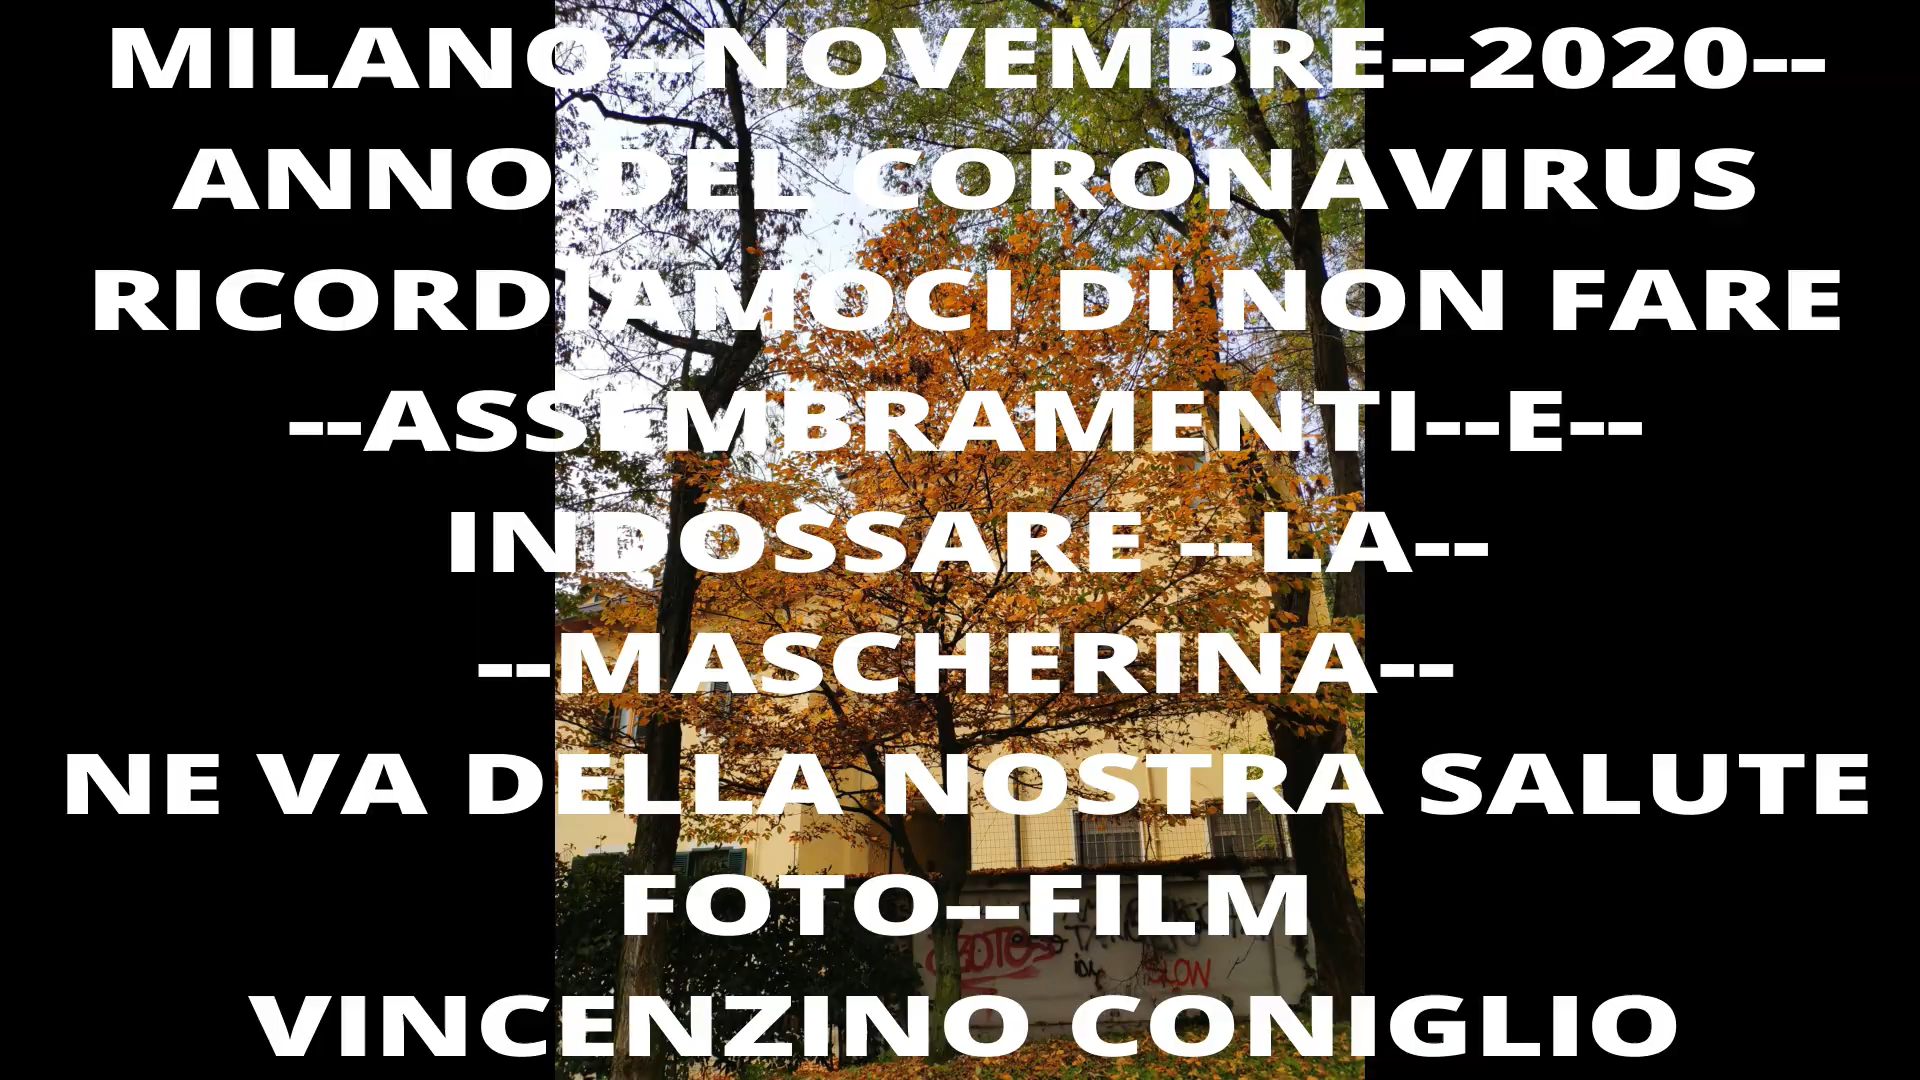 MILANO--NOVEMBRE--2020--
ANNO DEL CORONAVIRUS
RICORDIAMOCI DI NON FARE
--ASSEMBRAMENTI--E--
INDOSSARE --LA--
--MASCHERINA--
NE VA DELLA NOSTRA SALUTE
FOTO--FILM
VINCENZINO CONIGLIO